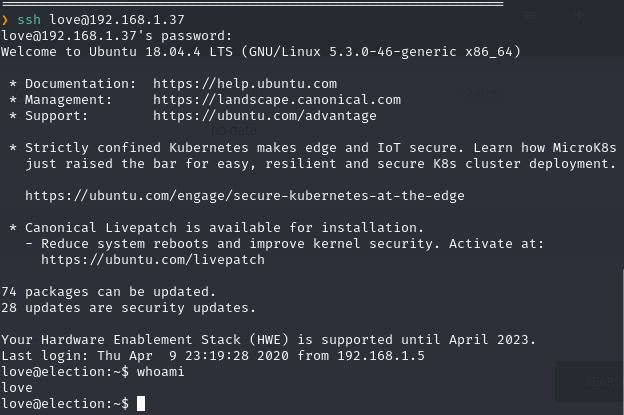 ❯ ssh love@192.168.1.37
love@192.168.1.37's password:
Welcome to Ubuntu 18.04.4 LTS (GNU/Linux 5.3.0-46-generic x86_64)
* Documentation:  https://help.ubuntu.com
* Management:     https://landscape.canonical.com
* Support:        https://ubuntu.com/advantage
no data
* Strictly confined Kubernetes makes edge and IoT secure. Learn how MicroK8s
just raised the bar for easy, resilient and secure K8s cluster deployment.
https://ubuntu.com/engage/secure-kubernetes-at-the-edge
* Canonical Livepatch is available for installation.
- Reduce system reboots and improve kernel security. Activate at:
https://ubuntu.com/livepatch
74 packages can be updated.
28 updates are security updates.
Your Hardware Enablement Stack (HWE) is supported until April 2023.
Last login: Thu Apr  9 23:19:28 2020 from 192.168.1.5
love@election:~$ whoami
love
love@election:~$